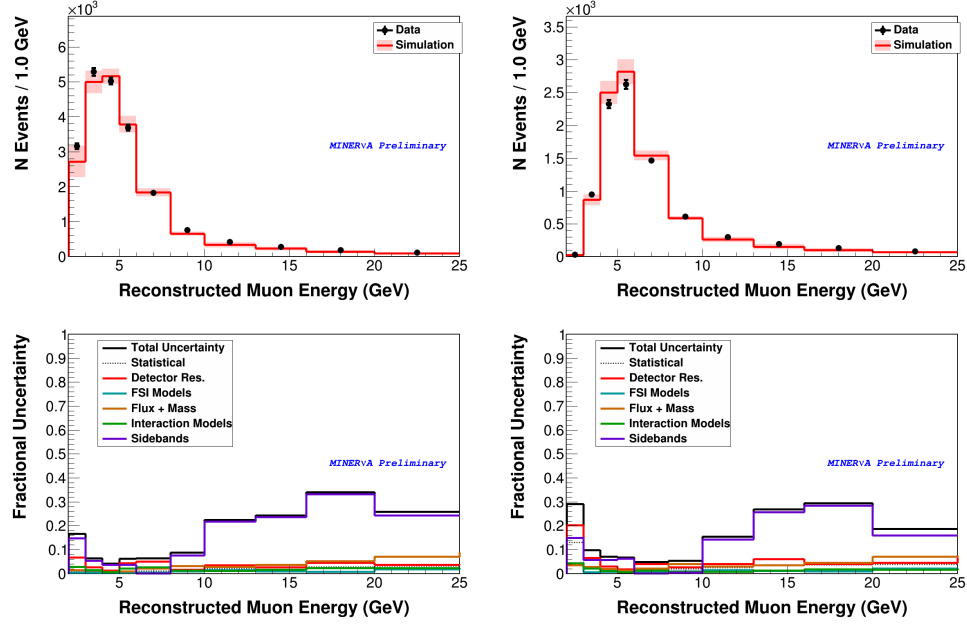 ×10³
N Events / 1.0 GeV
6
5
4
3
2
1
0
5
10
15
20
25
Data
Simulation
MINERνA Preliminary
Reconstructed Muon Energy (GeV)
×10³
N Events / 1.0 GeV
3.5
3
2.5
2
1.5
1
0.5
0
5
10
15
20
25
Data
Simulation
MINERνA Preliminary
Reconstructed Muon Energy (GeV)
Fractional Uncertainty
1
0.9
0.8
0.7
0.6
0.5
0.4
0.3
0.2
0.1
0
5
10
15
20
25
Total Uncertainty
Statistical
Detector Res.
FSI Models
Flux + Mass
Interaction Models
Sidebands
MINERνA Preliminary
Reconstructed Muon Energy (GeV)
Fractional Uncertainty
1
0.9
0.8
0.7
0.6
0.5
0.4
0.3
0.2
0.1
0
5
10
15
20
25
Total Uncertainty
Statistical
Detector Res.
FSI Models
Flux + Mass
Interaction Models
Sidebands
MINERνA Preliminary
Reconstructed Muon Energy (GeV)